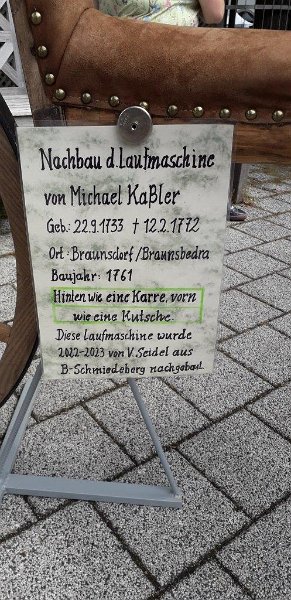 Nachbau d. Laufmaschine
von Michael Kaßler
Geb.: 22.9.1733 † 12.2.1772
Ort: Braunsdorf/Braunsbedra
Baujahr: 1761
Hinten wie eine Karre, vorn
wie eine Kutsche.
Diese Laufmaschine wurde
2022-2023 von V. Seidel aus
B-Schmiedeberg nachgebaut.